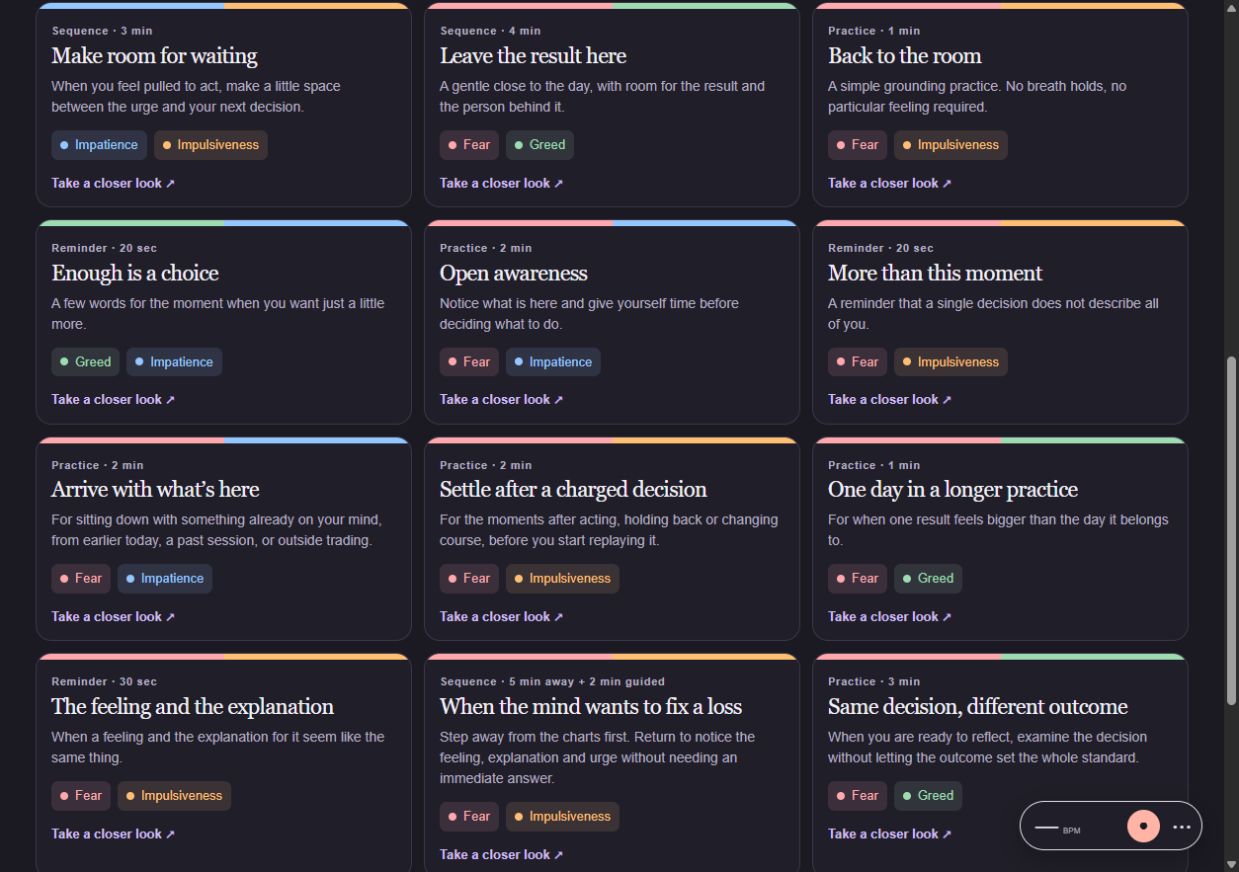 Sequence · 3 min
Make room for waiting
When you feel pulled to act, make a little space
between the urge and your next decision.
Impatience
Impulsiveness
Take a closer look ↗
Sequence · 4 min
Leave the result here
A gentle close to the day, with room for the result and
the person behind it.
Fear
Greed
Take a closer look ↗
Practice · 1 min
Back to the room
A simple grounding practice. No breath holds, no
particular feeling required.
Fear
Impulsiveness
Take a closer look ↗
Reminder · 20 sec
Enough is a choice
A few words for the moment when you want just a little
more.
Greed
Impatience
Take a closer look ↗
Practice · 2 min
Open awareness
Notice what is here and give yourself time before
deciding what to do.
Fear
Impatience
Take a closer look ↗
Reminder · 20 sec
More than this moment
A reminder that a single decision does not describe all
of you.
Fear
Impulsiveness
Take a closer look ↗
Practice · 2 min
Arrive with what’s here
For sitting down with something already on your mind,
from earlier today, a past session, or outside trading.
Fear
Impatience
Take a closer look ↗
Practice · 2 min
Settle after a charged decision
For the moments after acting, holding back or changing
course, before you start replaying it.
Fear
Impulsiveness
Take a closer look ↗
Practice · 1 min
One day in a longer practice
For when one result feels bigger than the day it belongs
to.
Fear
Greed
Take a closer look ↗
Reminder · 30 sec
The feeling and the explanation
When a feeling and the explanation for it seem like the
same thing.
Fear
Impulsiveness
Take a closer look ↗
Sequence · 5 min away + 2 min guided
When the mind wants to fix a loss
Step away from the charts first. Return to notice the
feeling, explanation and urge without needing an
immediate answer.
Fear
Impulsiveness
Take a closer look ↗
Practice · 3 min
Same decision, different outcome
When you are ready to reflect, examine the decision
without letting the outcome set the whole standard.
Fear
Greed
Take a closer look ↗
— BPM